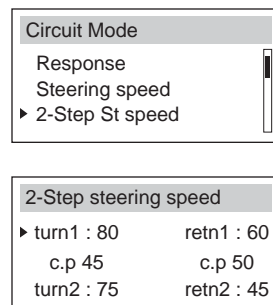 Circuit Mode
Response
Steering speed
2-Step St speed
2-Step steering speed
turn1 : 80 retn1 : 60
c.p 45 c.p 50
turn2 : 75 retn2 : 45